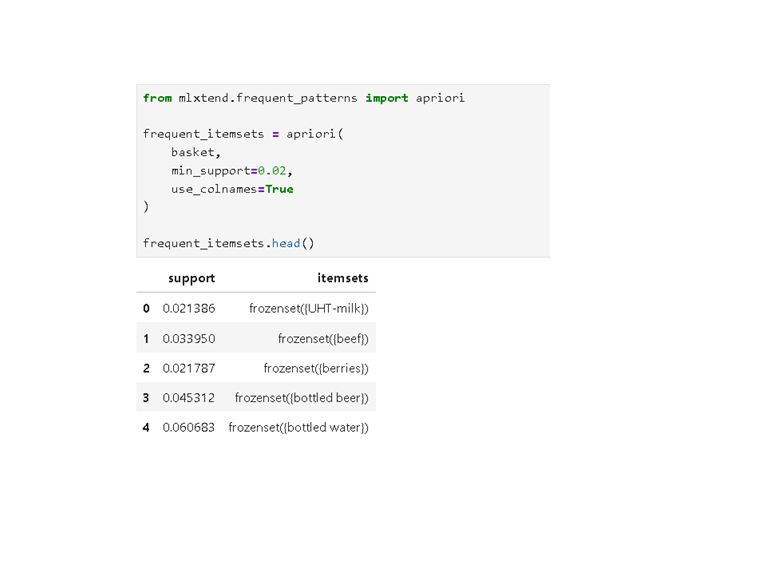 from mlxtend.frequent_patterns import apriori
frequent_itemsets = apriori(
    basket,
    min_support=0.02,
    use_colnames=True
)
frequent_itemsets.head()
support itemsets
0 0.021386 frozenset({UHT-milk})
1 0.033950 frozenset({beef})
2 0.021787 frozenset({berries})
3 0.045312 frozenset({bottled beer})
4 0.060683 frozenset({bottled water})